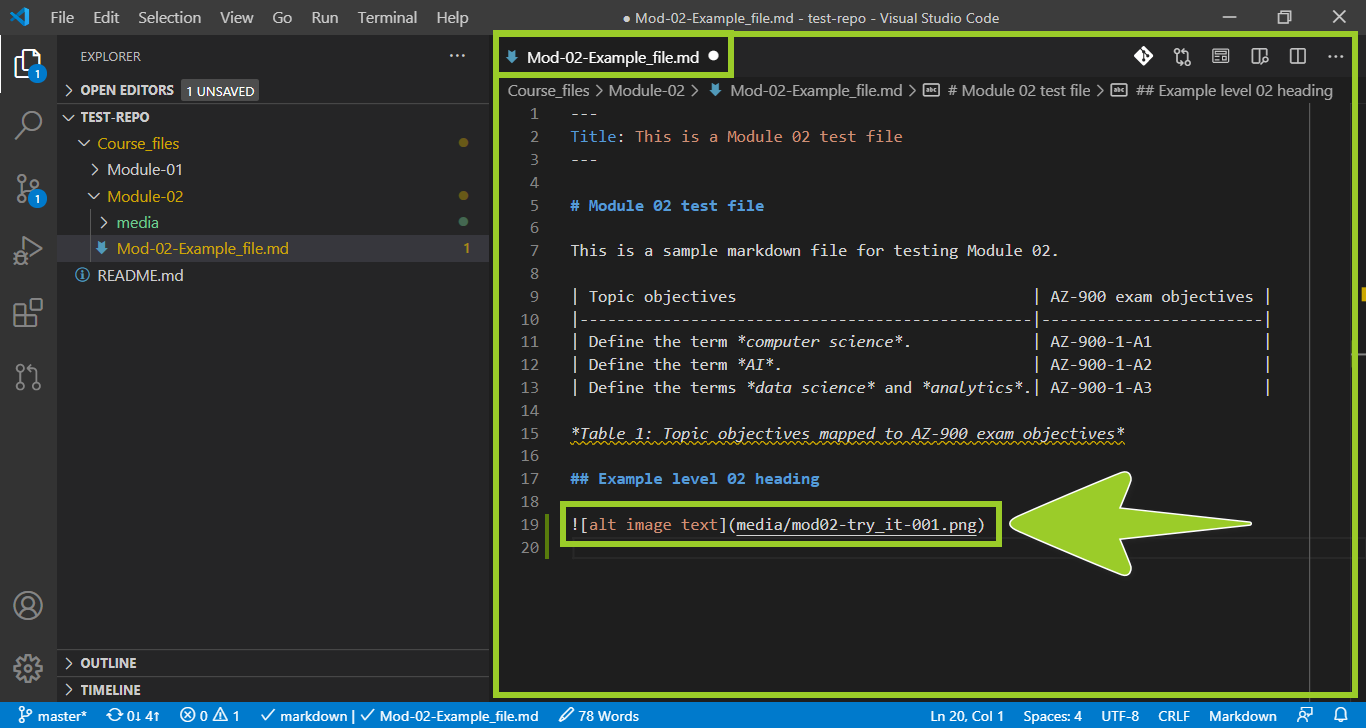 File Edit Selection View Go Run Terminal Help
● Mod-02-Example_file.md - test-repo - Visual Studio Code
EXPLORER
OPEN EDITORS 1 UNSAVED
TEST-REPO
Course_files
Module-01
Module-02
media
Mod-02-Example_file.md 1
README.md
OUTLINE
TIMELINE
1
1
Mod-02-Example_file.md ●
Course_files > Module-02 > Mod-02-Example_file.md > abc # Module 02 test file > abc ## Example level 02 heading
1 ---
2 Title: This is a Module 02 test file
3 ---
4
5 # Module 02 test file
6
7 This is a sample markdown file for testing Module 02.
8
9 | Topic objectives | AZ-900 exam objectives |
10 |-------------------------------------------------|------------------------|
11 | Define the term *computer science*. | AZ-900-1-A1 |
12 | Define the term *AI*. | AZ-900-1-A2 |
13 | Define the terms *data science* and *analytics*.| AZ-900-1-A3 |
14
15 *Table 1: Topic objectives mapped to AZ-900 exam objectives*
16
17 ## Example level 02 heading
18
19 ![alt image text](media/mod02-try_it-001.png)
20
master* 0↓ 4↑ 0 1 ✓ markdown | ✓ Mod-02-Example_file.md 78 Words Ln 20, Col 1 Spaces: 4 UTF-8 CRLF Markdown